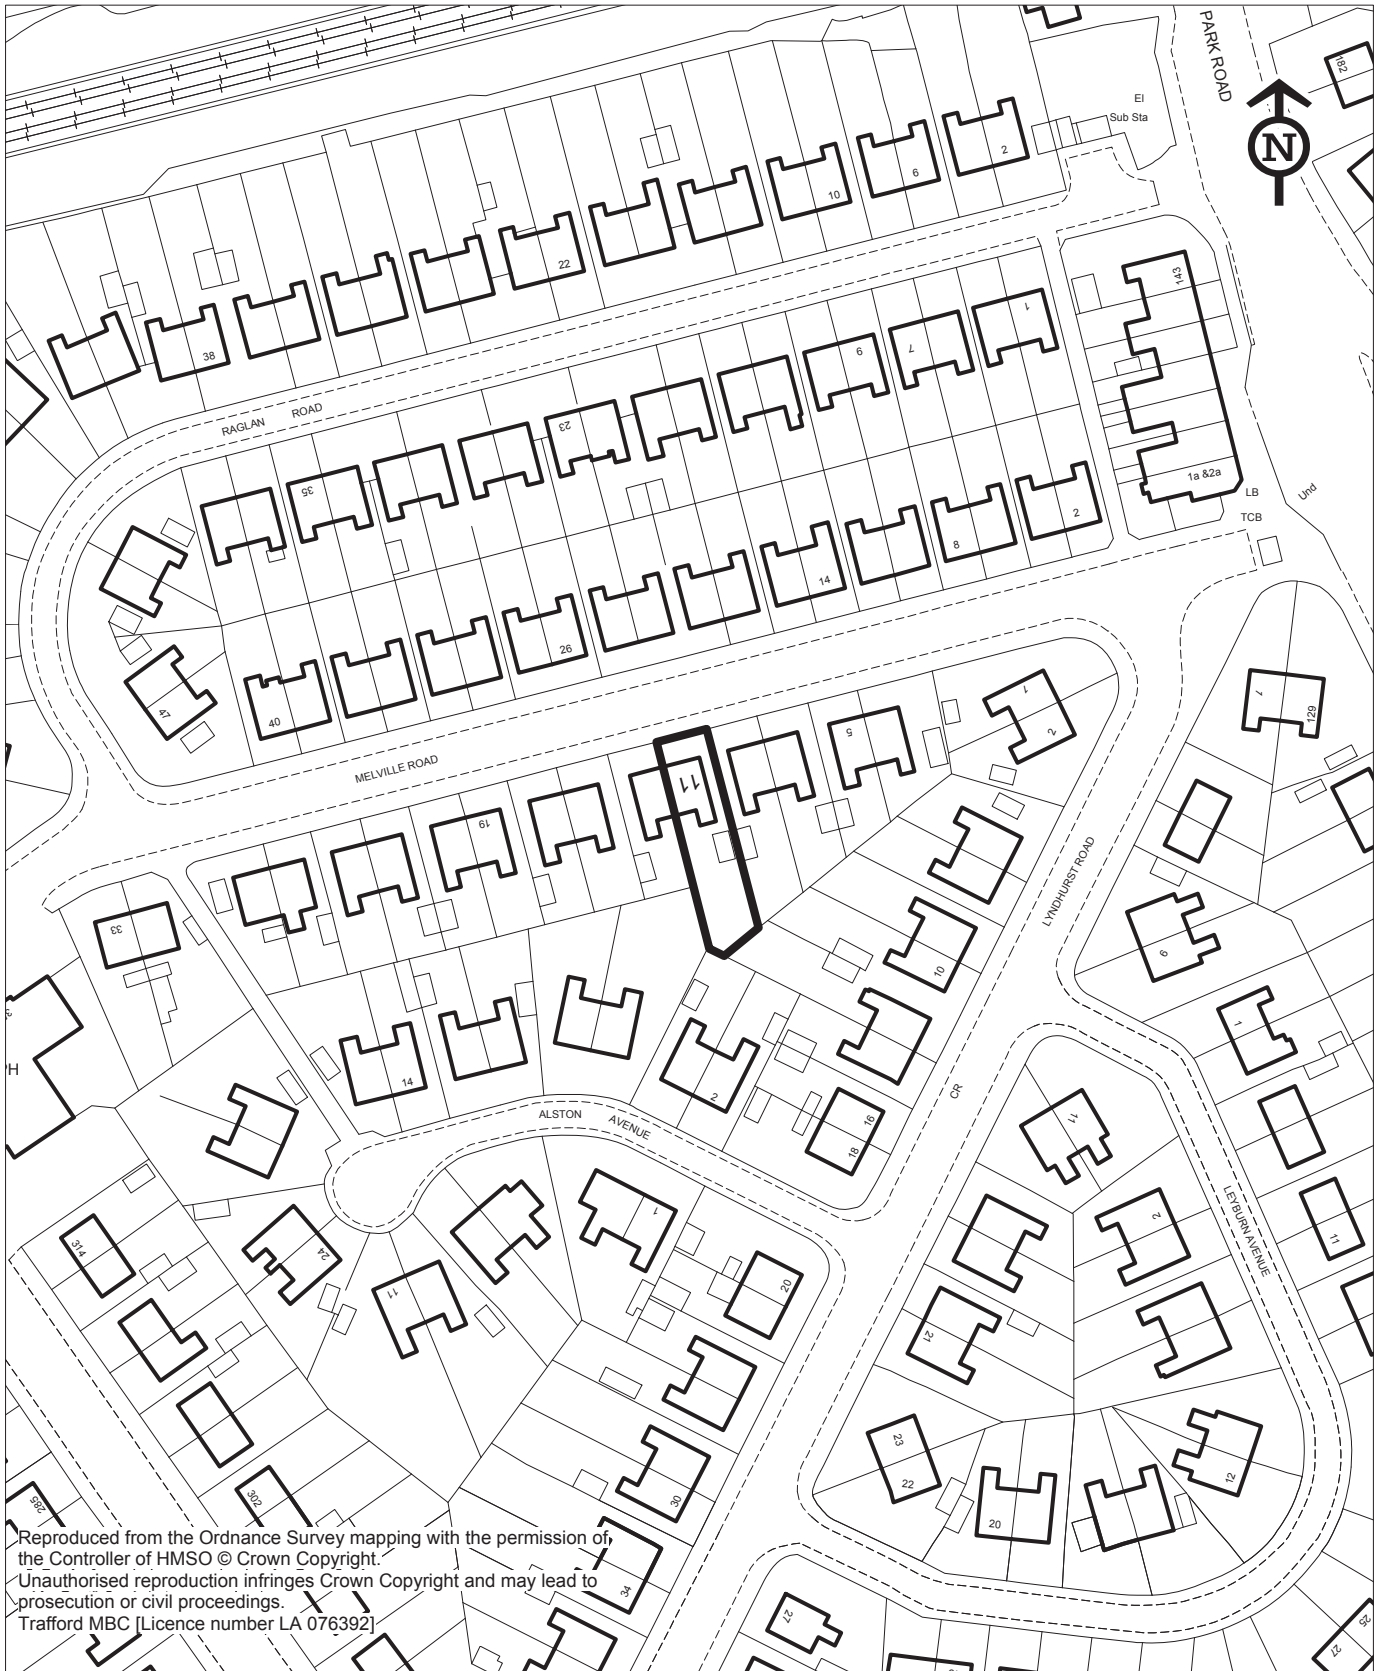 PARK ROAD
182
N
El
Sub Sta
2
6
10
22
38
143
1
7
9
23
35
RAGLAN ROAD
1a &2a
LB
TCB
Und
2
8
14
26
40
47
MELVILLE ROAD
1
2
5
11
19
33
7
129
LYNDHURST ROAD
10
6
1
PH
14
2
ALSTON AVENUE
16
18
CR
11
2
LEYBURN AVENUE
11
314
24
11
1
20
21
23
22
20
12
302
285
30
34
27
25
27
Reproduced from the Ordnance Survey mapping with the permission of
the Controller of HMSO © Crown Copyright.
Unauthorised reproduction infringes Crown Copyright and may lead to
prosecution or civil proceedings.
Trafford MBC [Licence number LA 076392]